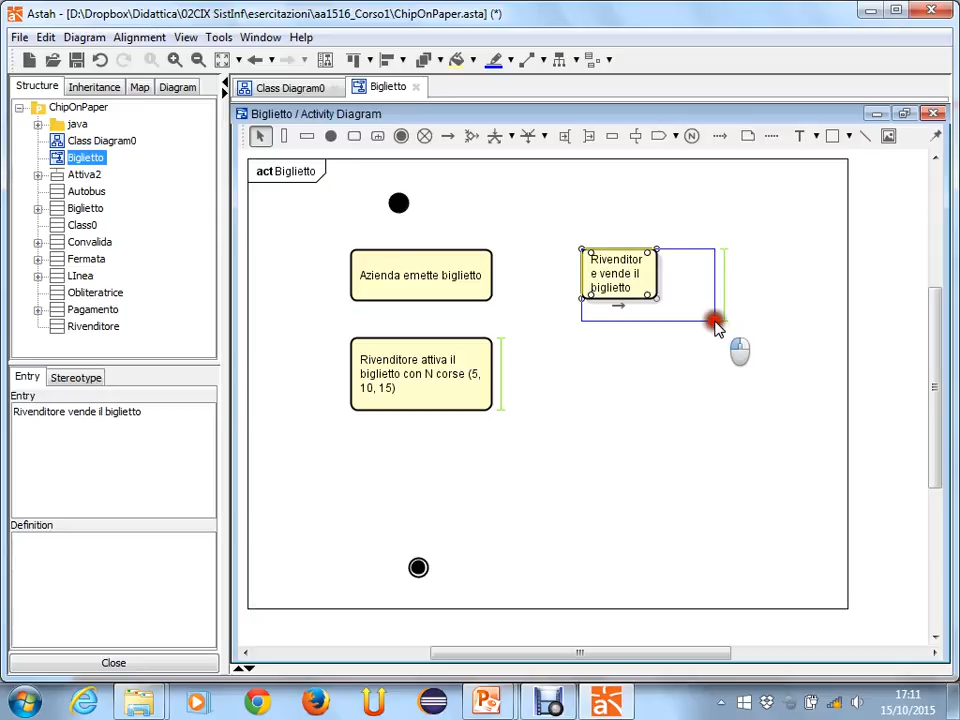 Astah - [D:\Dropbox\Didattica\02CIX SistInf\esercitazioni\aa1516_Corso1\ChipOnPaper.asta] (*)
File Edit Diagram Alignment View Tools Window Help
Structure Inheritance Map Diagram
Class Diagram0 Biglietto
ChipOnPaper
java
Class Diagram0
Biglietto
Attiva2
Autobus
Biglietto
Class0
Convalida
Fermata
LInea
Obliteratrice
Pagamento
Rivenditore
Entry Stereotype
Entry
Rivenditore vende il biglietto
Definition
Close
Biglietto / Activity Diagram
N T
act Biglietto
Azienda emette biglietto
Rivenditor
e vende il
biglietto
Rivenditore attiva il
biglietto con N corse (5,
10, 15)
17:11
15/10/2015